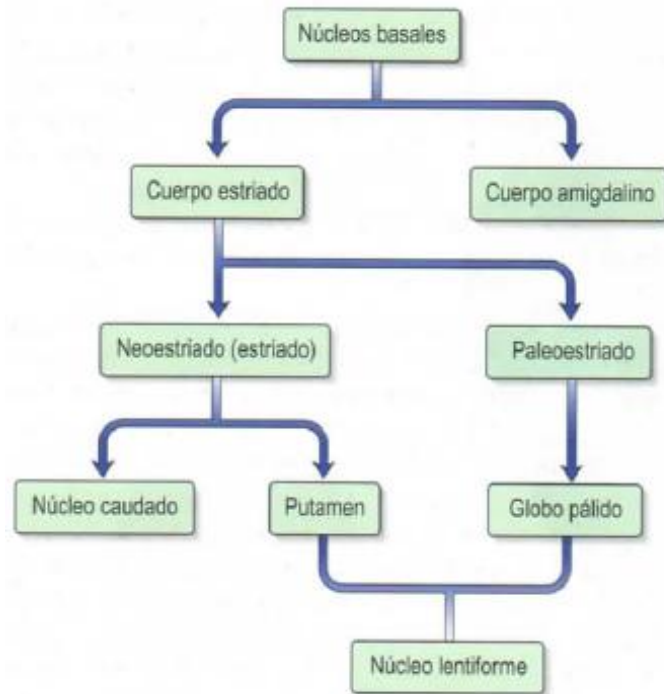 Núcleos basales
Cuerpo estriado
Cuerpo amigdalino
Neoestriado (estriado)
Paleoestriado
Núcleo caudado
Putamen
Globo pálido
Núcleo lentiforme